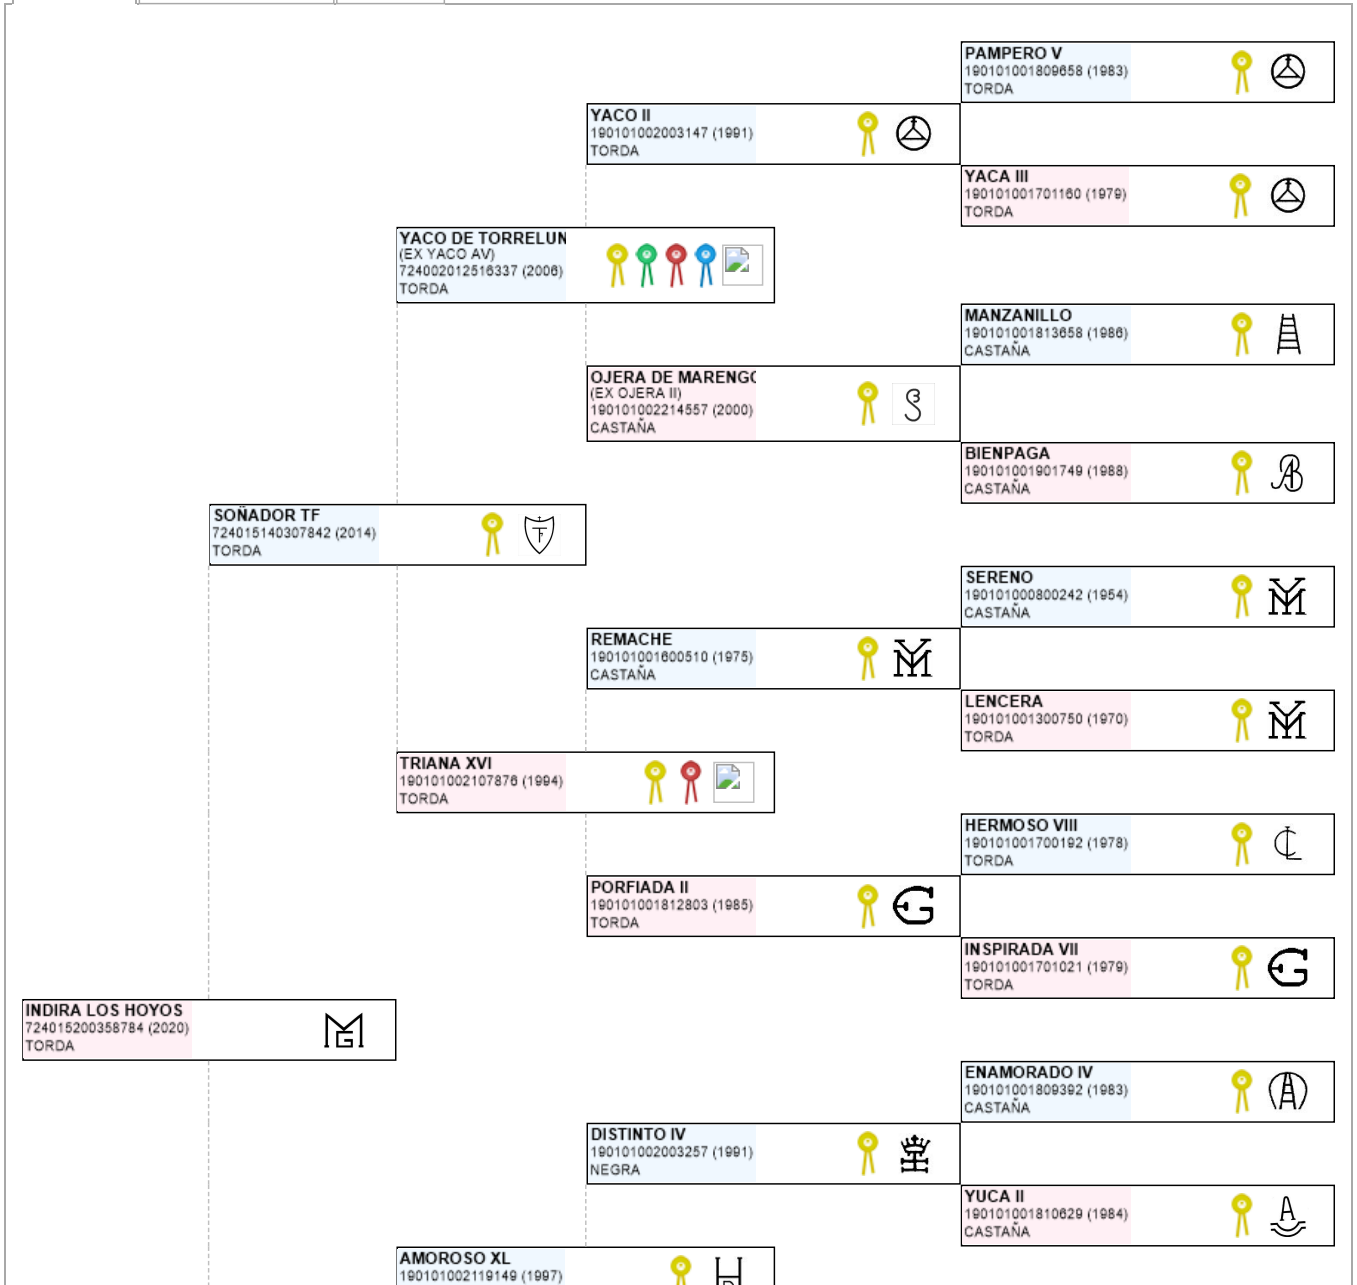 PAMPERO V
190101001809658 (1983)
TORDA
YACO II
190101002003147 (1991)
TORDA
YACA III
190101001701160 (1979)
TORDA
YACO DE TORRELUN
(EX YACO AV)
724002012516337 (2006)
TORDA
MANZANILLO
190101001813658 (1986)
CASTAÑA
OJERA DE MARENGO
(EX OJERA II)
190101002214557 (2000)
CASTAÑA
BIENPAGA
190101001901749 (1988)
CASTAÑA
SOÑADOR TF
724015140307842 (2014)
TORDA
SERENO
190101000800242 (1954)
CASTAÑA
REMACHE
190101001600510 (1975)
CASTAÑA
LENCERA
190101001300750 (1970)
TORDA
TRIANA XVI
190101002107876 (1994)
TORDA
HERMOSO VIII
190101001700192 (1978)
TORDA
PORFIADA II
190101001812803 (1985)
TORDA
INSPIRADA VII
190101001701021 (1979)
TORDA
INDIRA LOS HOYOS
724015200358784 (2020)
TORDA
ENAMORADO IV
190101001809392 (1983)
CASTAÑA
DISTINTO IV
190101002003257 (1991)
NEGRA
YUCA II
190101001810629 (1984)
CASTAÑA
AMOROSO XL
190101002119149 (1997)